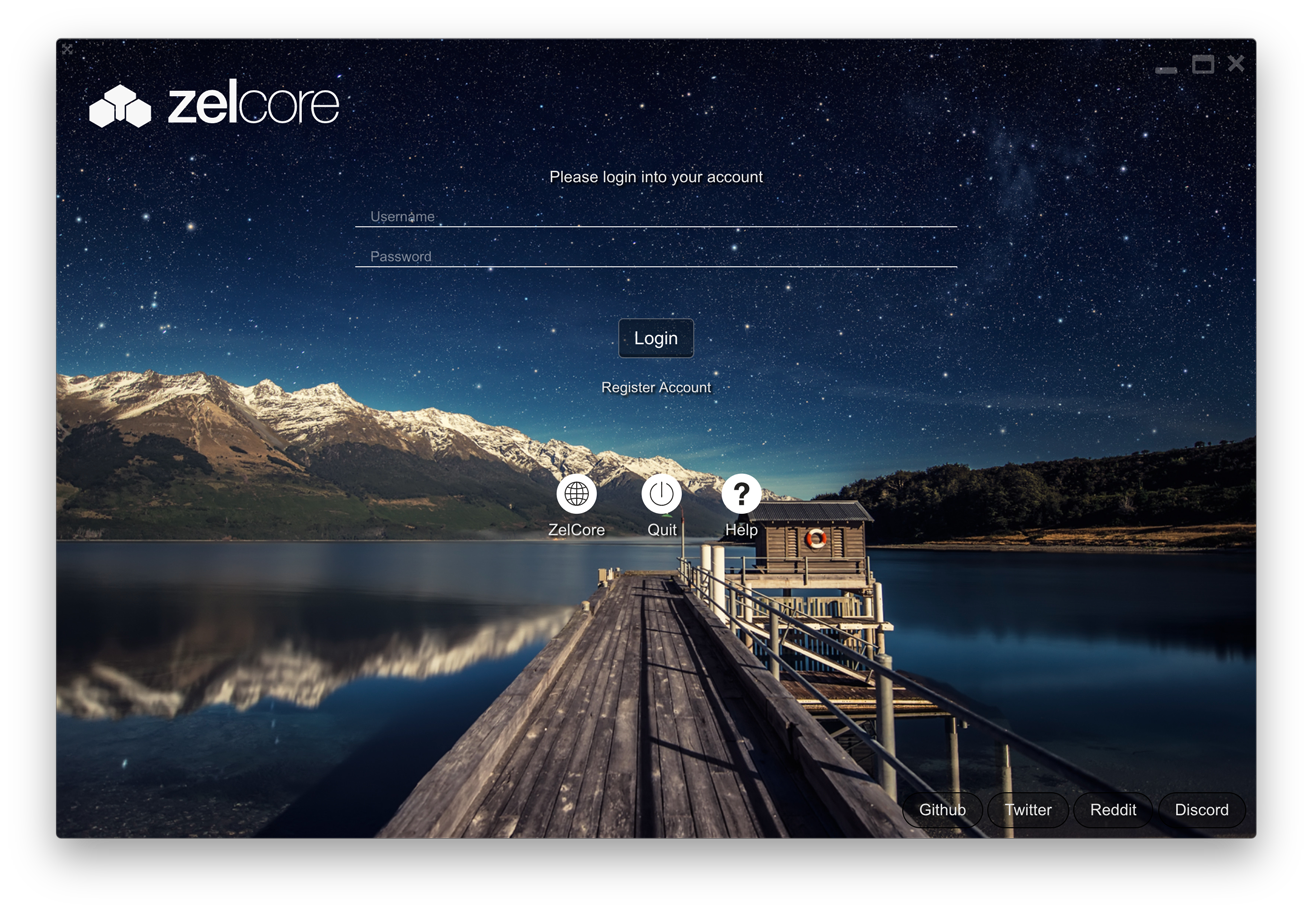 zelcore
Please login into your account
Username
Password
Login
Register Account
ZelCore Quit Help
Github Twitter Reddit Discord